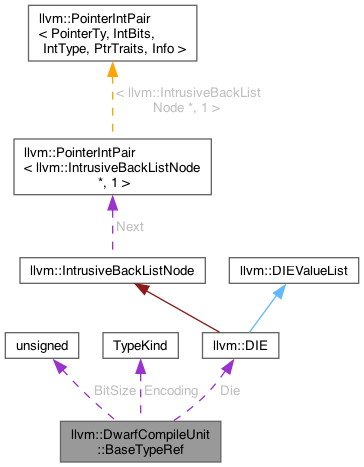 llvm::PointerIntPair
< PointerTy, IntBits,
IntType, PtrTraits, Info >
< llvm::IntrusiveBackList
Node *, 1 >
llvm::PointerIntPair
< llvm::IntrusiveBackListNode
*, 1 >
Next
llvm::IntrusiveBackListNode
llvm::DIEValueList
unsigned
TypeKind
llvm::DIE
BitSize
Encoding
Die
llvm::DwarfCompileUnit
::BaseTypeRef